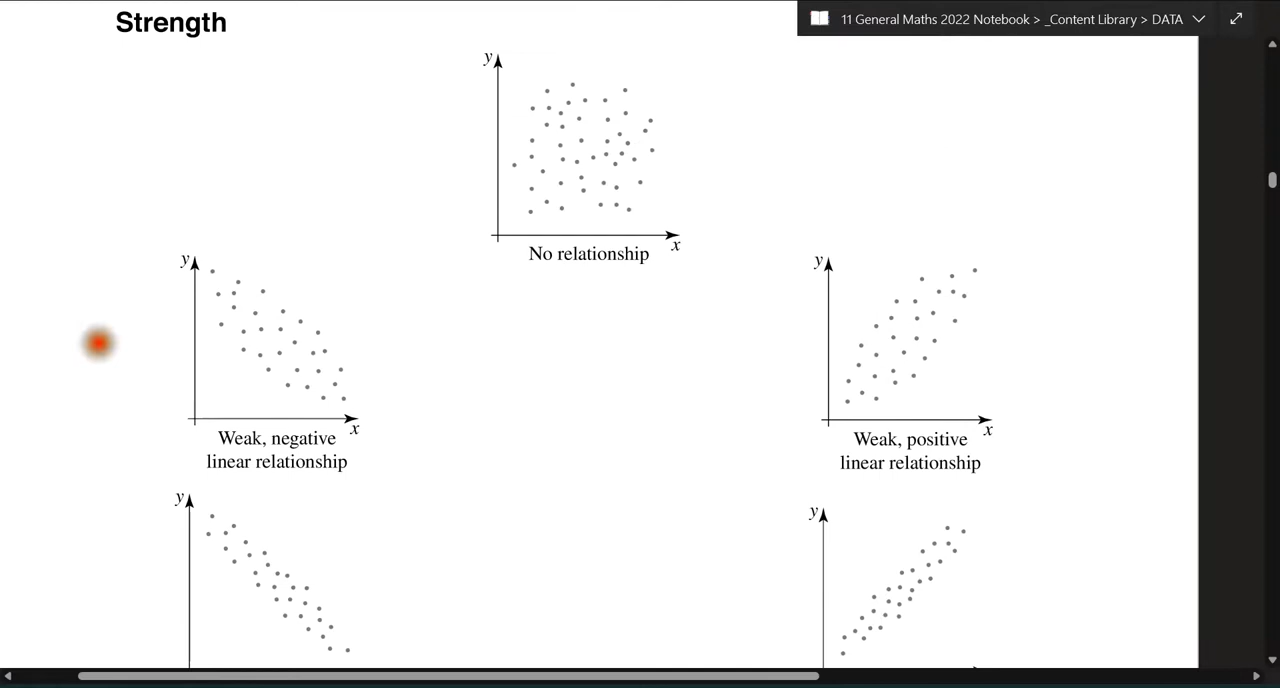 Strength
11 General Maths 2022 Notebook > _Content Library > DATA
y
x
No relationship
y
x
Weak, negative
linear relationship
y
x
Weak, positive
linear relationship
y
y